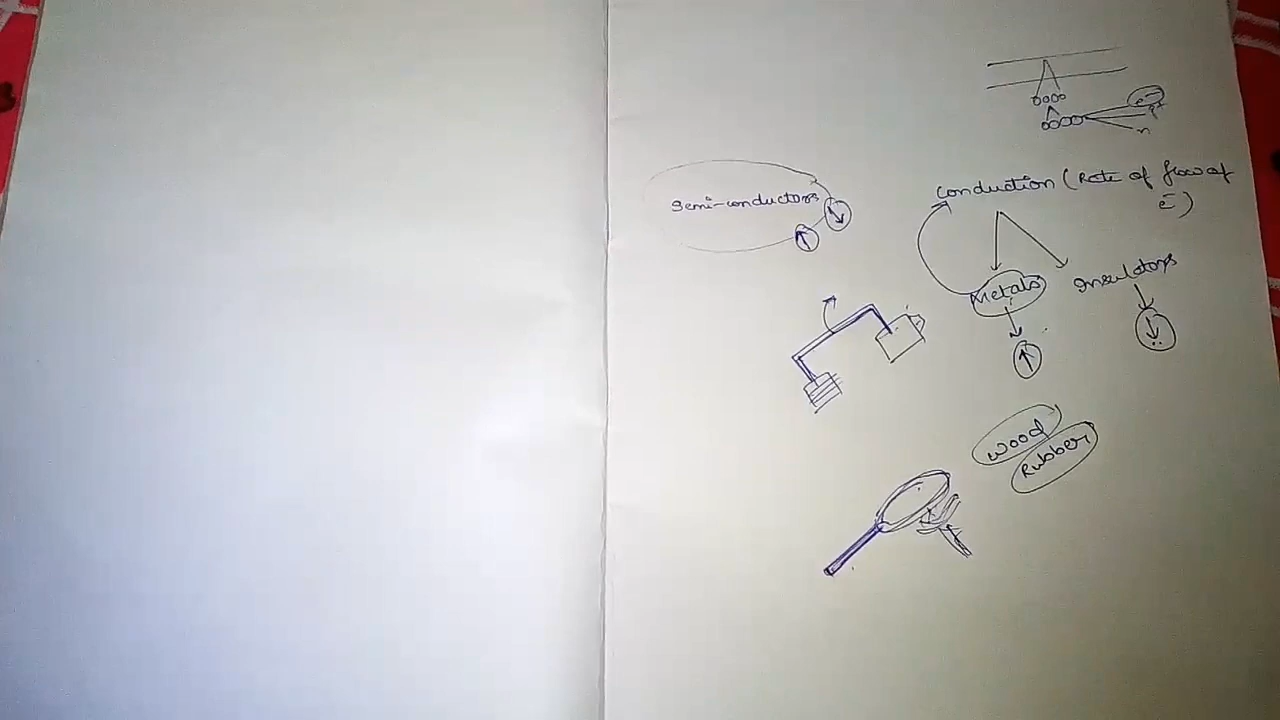 e-
p+
n
Conduction (Rate of flow of
e-)
Semi-conductors
Metals
Insulators
Wood
Rubber